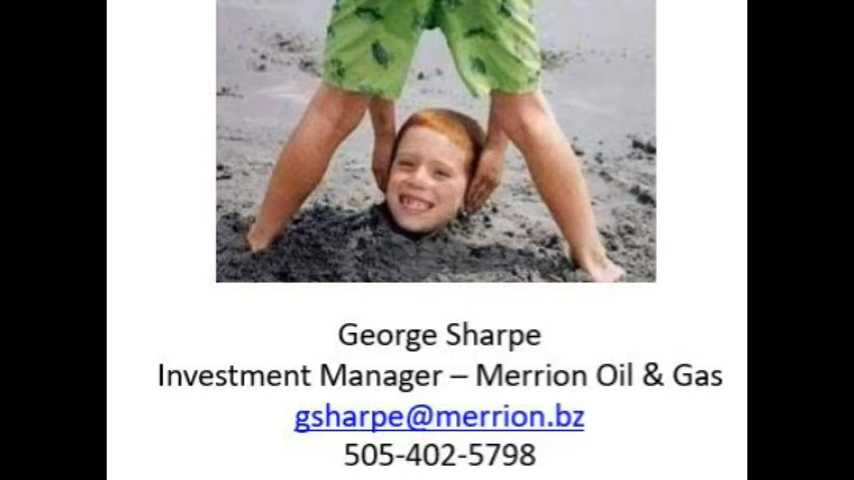 George Sharpe
Investment Manager – Merrion Oil & Gas
gsharpe@merrion.bz
505-402-5798